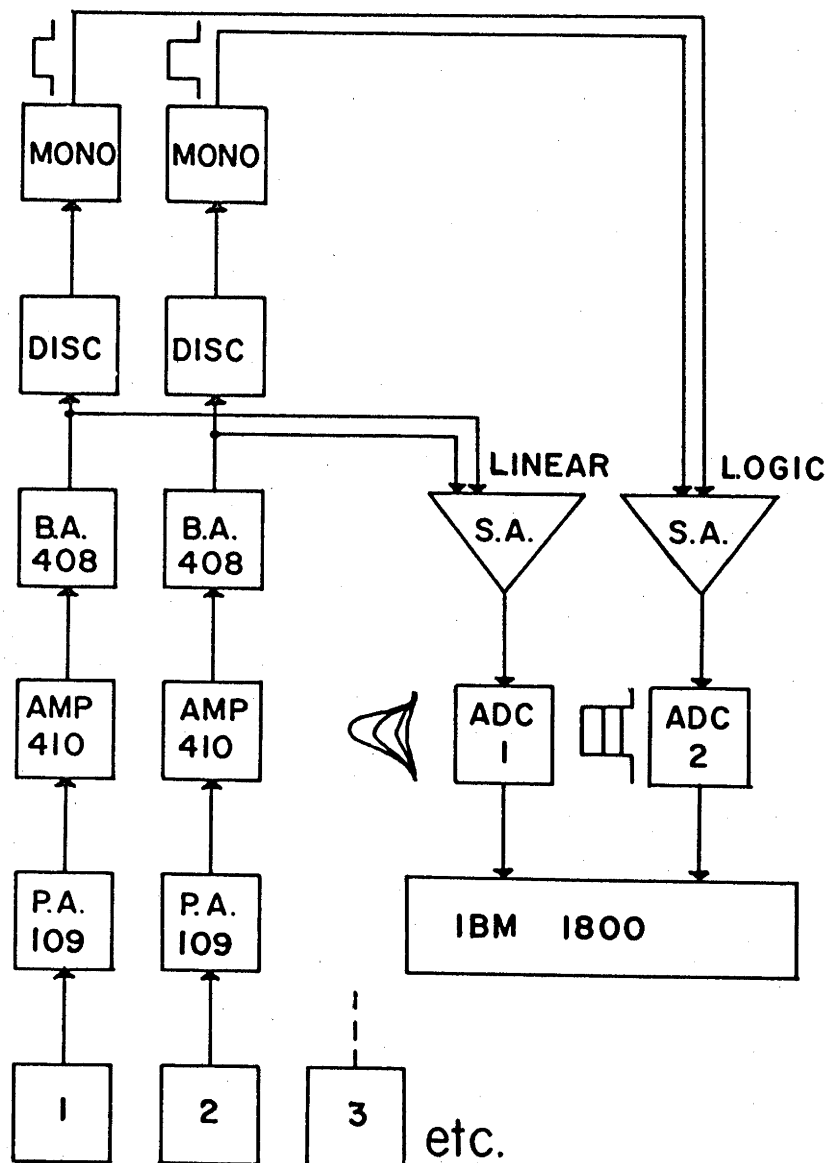 MONO
MONO
DISC
DISC
LINEAR
LOGIC
B.A.
408
B.A.
408
S.A.
S.A.
AMP
410
AMP
410
ADC
1
ADC
2
P.A.
109
P.A.
109
IBM 1800
1
2
3
etc.